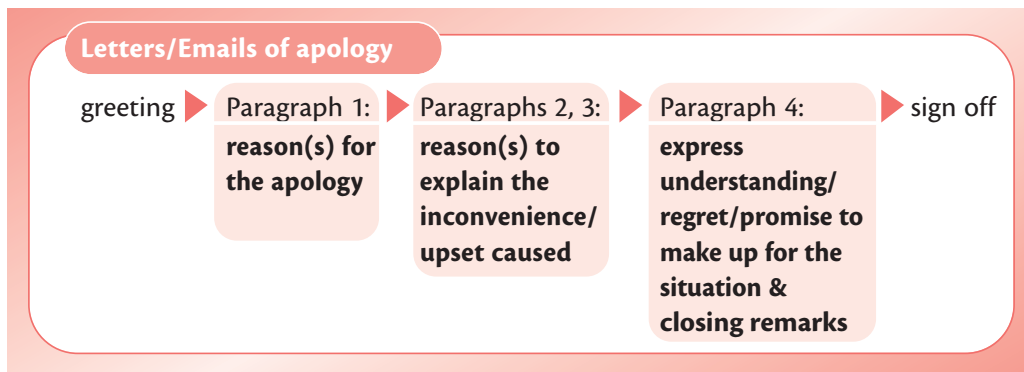 Letters/Emails of apology
greeting
Paragraph 1:
reason(s) for
the apology
Paragraphs 2, 3:
reason(s) to
explain the
inconvenience/
upset caused
Paragraph 4:
express
understanding/
regret/promise to
make up for the
situation &
closing remarks
sign off